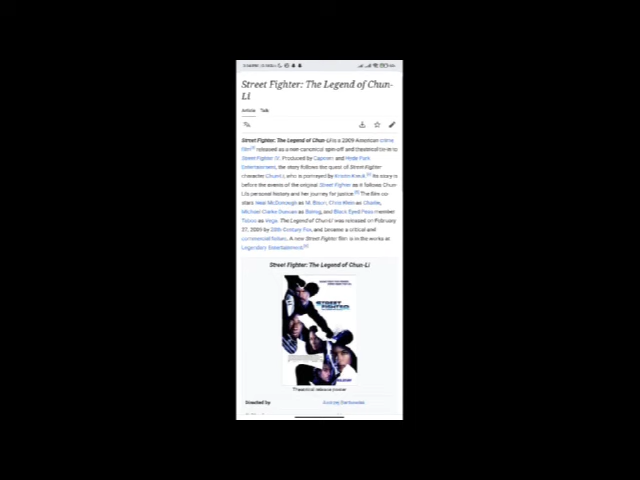 Street Fighter: The Legend of Chun-
Li
Article Talk
Street Fighter: The Legend of Chun-Li is a 2009 American crime
film released as a non-canonical spin-off and theatrical tie-in to
Street Fighter IV. Produced by Capcom and Hyde Park
Entertainment, the story follows the quest of Street Fighter
character Chun-Li, who is portrayed by Kristin Kreuk. Its story is
before the events of the original Street Fighter as it follows Chun
Li's personal history and her journey for justice. The film co-
stars Neal McDonough as M. Bison, Chris Klein as Charlie,
Michael Clarke Duncan as Balrog, and Black Eyed Peas member
Taboo as Vega. The Legend of Chun-Li was released on February
27, 2009 by 20th Century Fox, and became a critical and
commercial failure. A new Street Fighter film is in the works at
Legendary Entertainment.
Street Fighter: The Legend of Chun-Li
STREET
FIGHTER
Theatrical release poster
Directed by Andrzej Bartkowiak